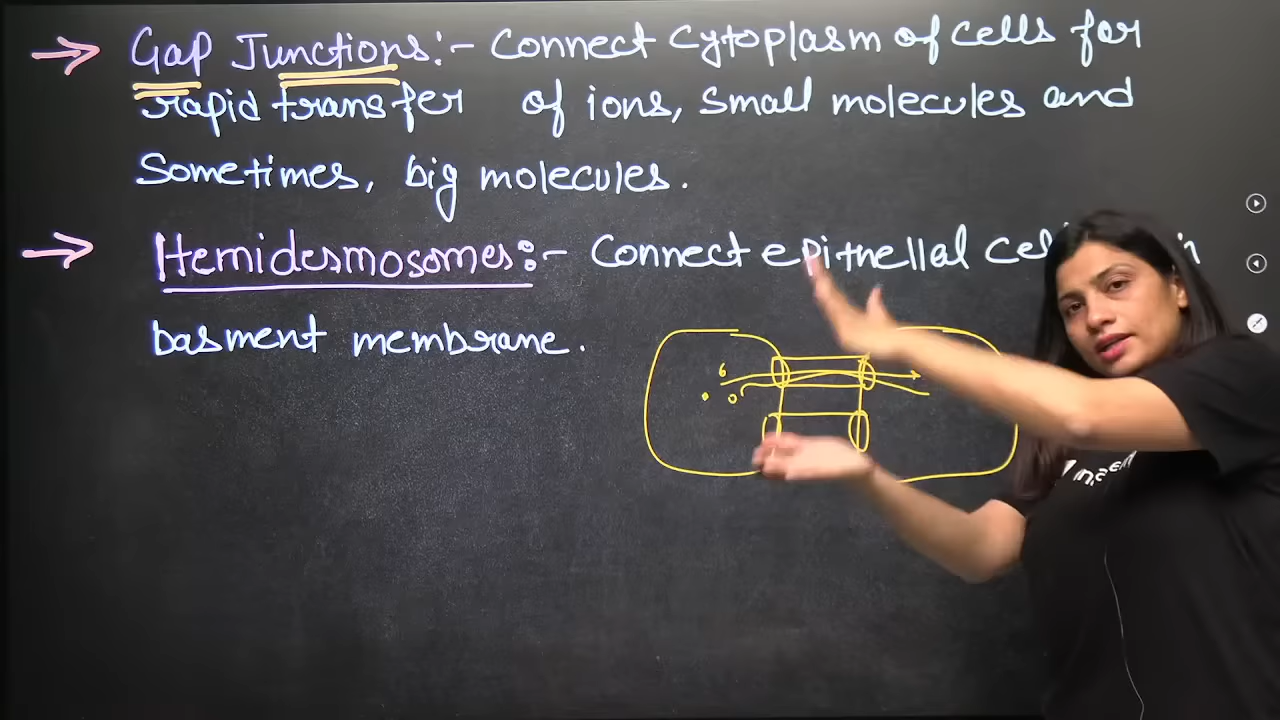 Gap Junctions:- Connect Cytoplasm of Cells for
rapid transfer of ions, small molecules and
Sometimes, big molecules.
Hemidesmosomes:- Connect epithellal
basment membrane.